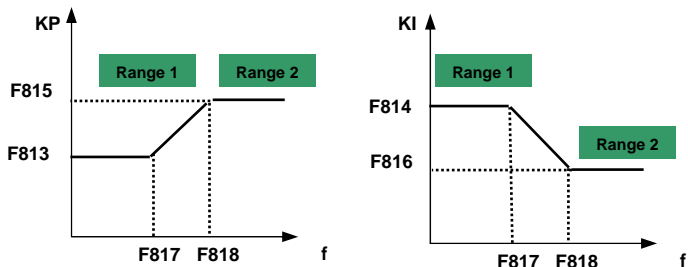 KP
Range 1
Range 2
F815
F813
F817
F818
f
KI
Range 1
F814
Range 2
F816
F817
F818
f